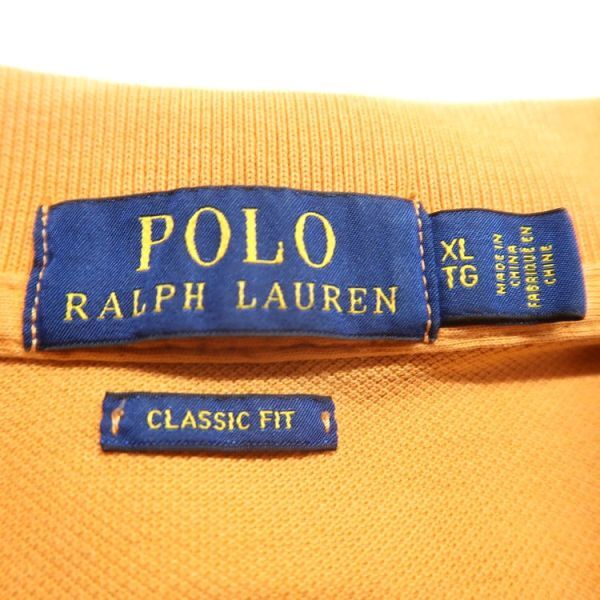 POLO
RALPH LAUREN
XL
TG
MADE IN
CHINA
FABRIQUÉ EN
CHINE
CLASSIC FIT